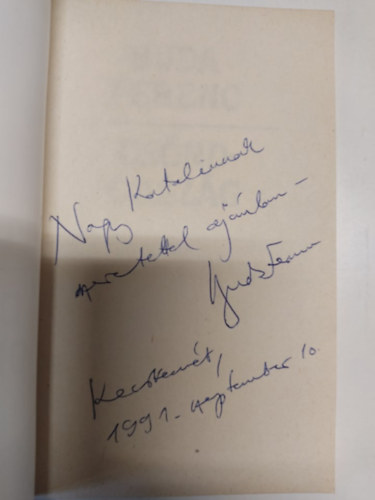 Nagy Katalinnak
szeretettel ajánlom –
Kecskemét,
1991. szeptember 10.